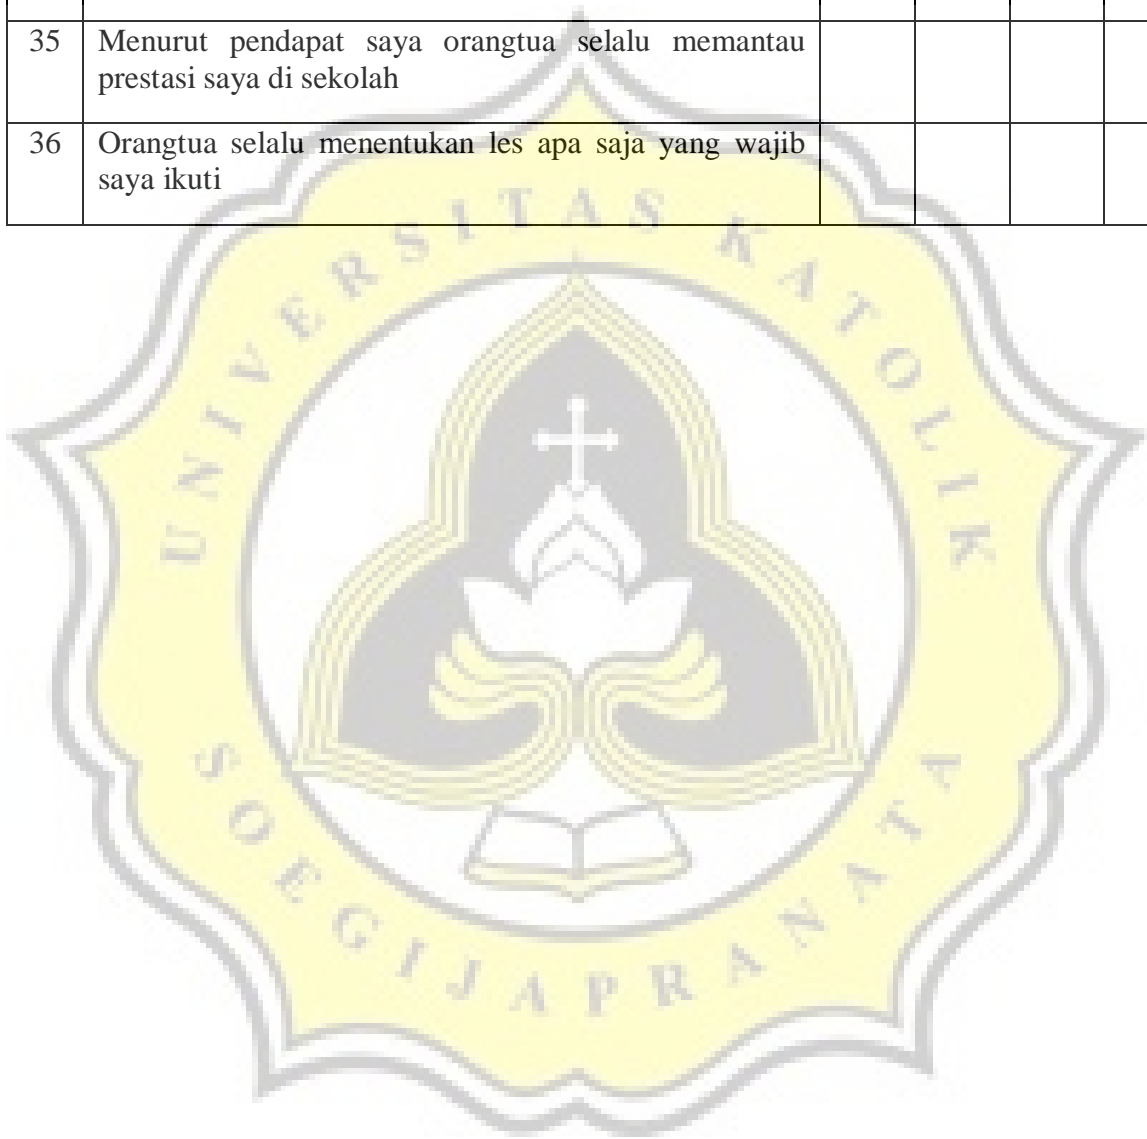 35 Menurut pendapat saya orangtua selalu memantau
prestasi saya di sekolah
36 Orangtua selalu menentukan les apa saja yang wajib
saya ikuti
UNIVERSITAS KATOLIK
SOEGIJAPRANATA